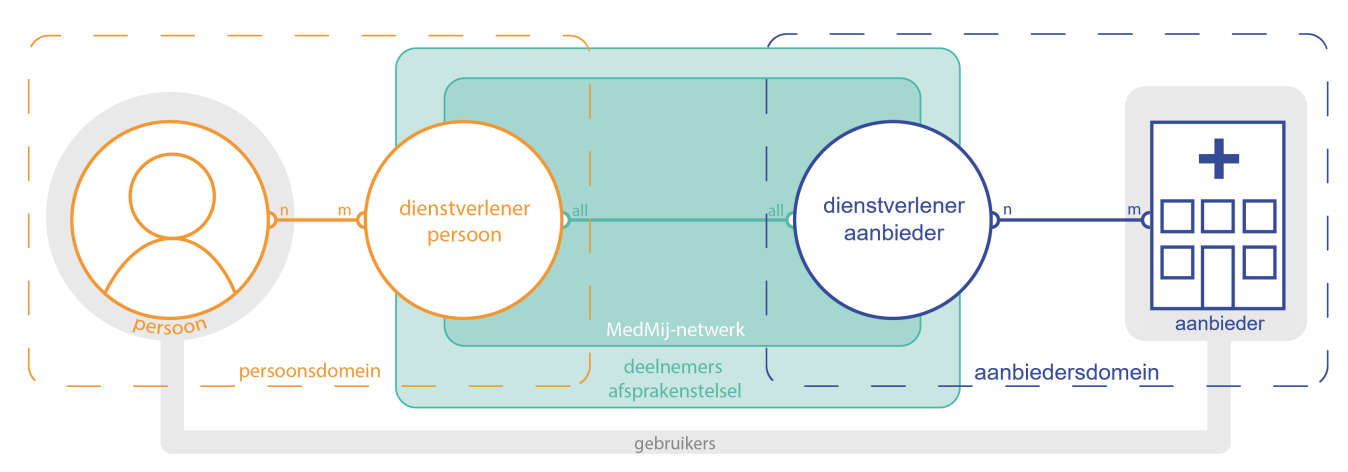 n
m
dienstverlener
persoon
all
all
dienstverlener
aanbieder
n
m
persoon
MedMij-netwerk
aanbieder
persoonsdomein
deelnemers
afsprakenstelsel
aanbiedersdomein
gebruikers